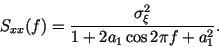 S_{xx}(f) = \frac{\sigma_{\xi}^{2}}{1 + 2a_1 \cos 2\pi f + a_1^2}.